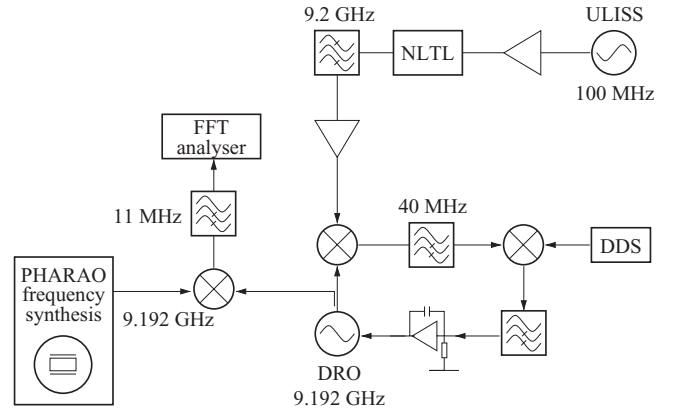 9.2 GHz
ULISS
NLTL
100 MHz
FFT
analyser
11 MHz
40 MHz
DDS
PHARAO
frequency
synthesis
9.192 GHz
DRO
9.192 GHz